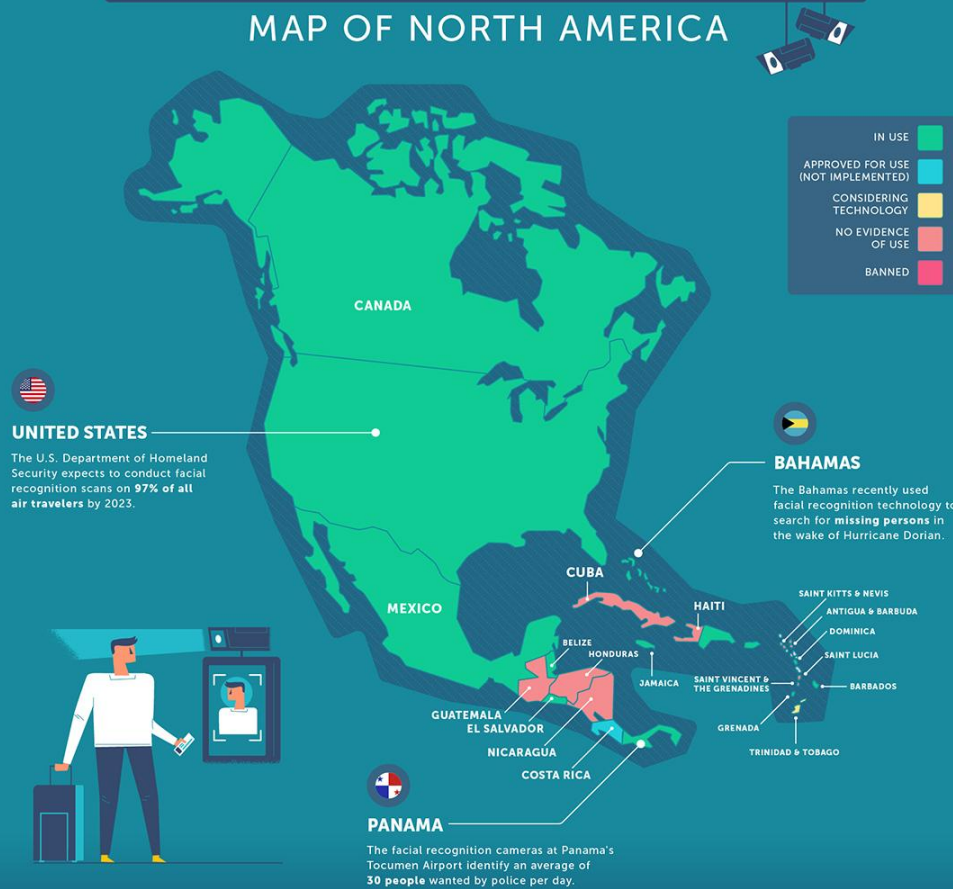 MAP OF NORTH AMERICA
IN USE
APPROVED FOR USE
(NOT IMPLEMENTED)
CONSIDERING
TECHNOLOGY
NO EVIDENCE
OF USE
BANNED
CANADA
UNITED STATES
The U.S. Department of Homeland
Security expects to conduct facial
recognition scans on 97% of all
air travelers by 2023.
BAHAMAS
The Bahamas recently used
facial recognition technology to
search for missing persons in
the wake of Hurricane Dorian.
CUBA
HAITI
MEXICO
BELIZE
HONDURAS
JAMAICA
SAINT KITTS & NEVIS
ANTIGUA & BARBUDA
DOMINICA
SAINT LUCIA
SAINT VINCENT &
THE GRENADINES
BARBADOS
GRENADA
TRINIDAD & TOBAGO
GUATEMALA
EL SALVADOR
NICARAGUA
COSTA RICA
PANAMA
The facial recognition cameras at Panama's
Tocumen Airport identify an average of
30 people wanted by police per day.